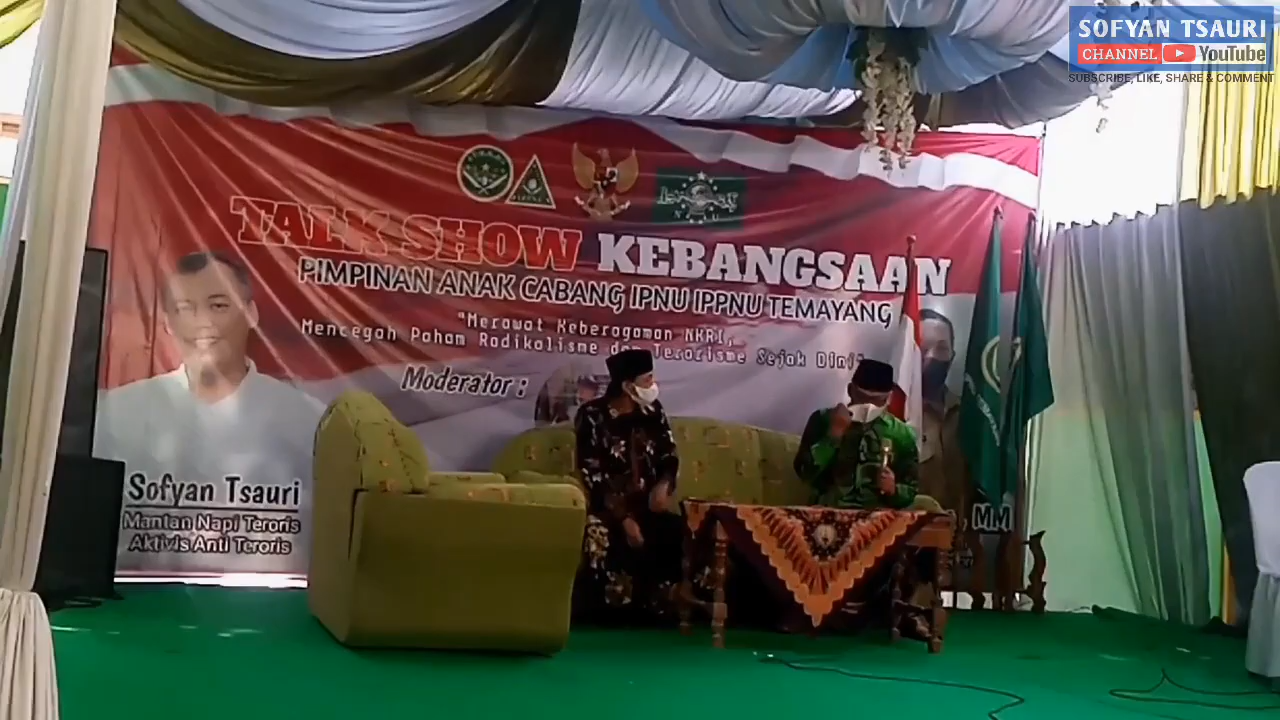 SOFYAN TSAURI
CHANNEL YouTube
SUBSCRIBE, LIKE, SHARE & COMMENT
TALK SHOW KEBANGSAAN
PIMPINAN ANAK CABANG IPNU IPPNU TEMAYANG
"Merawat Keberagaman NKRI,
Mencegah Paham Radikalisme dan Terorisme Sejak Dini"
Moderator :
Sofyan Tsauri
Mantan Napi Teroris
Aktivis Anti Teroris
, MM